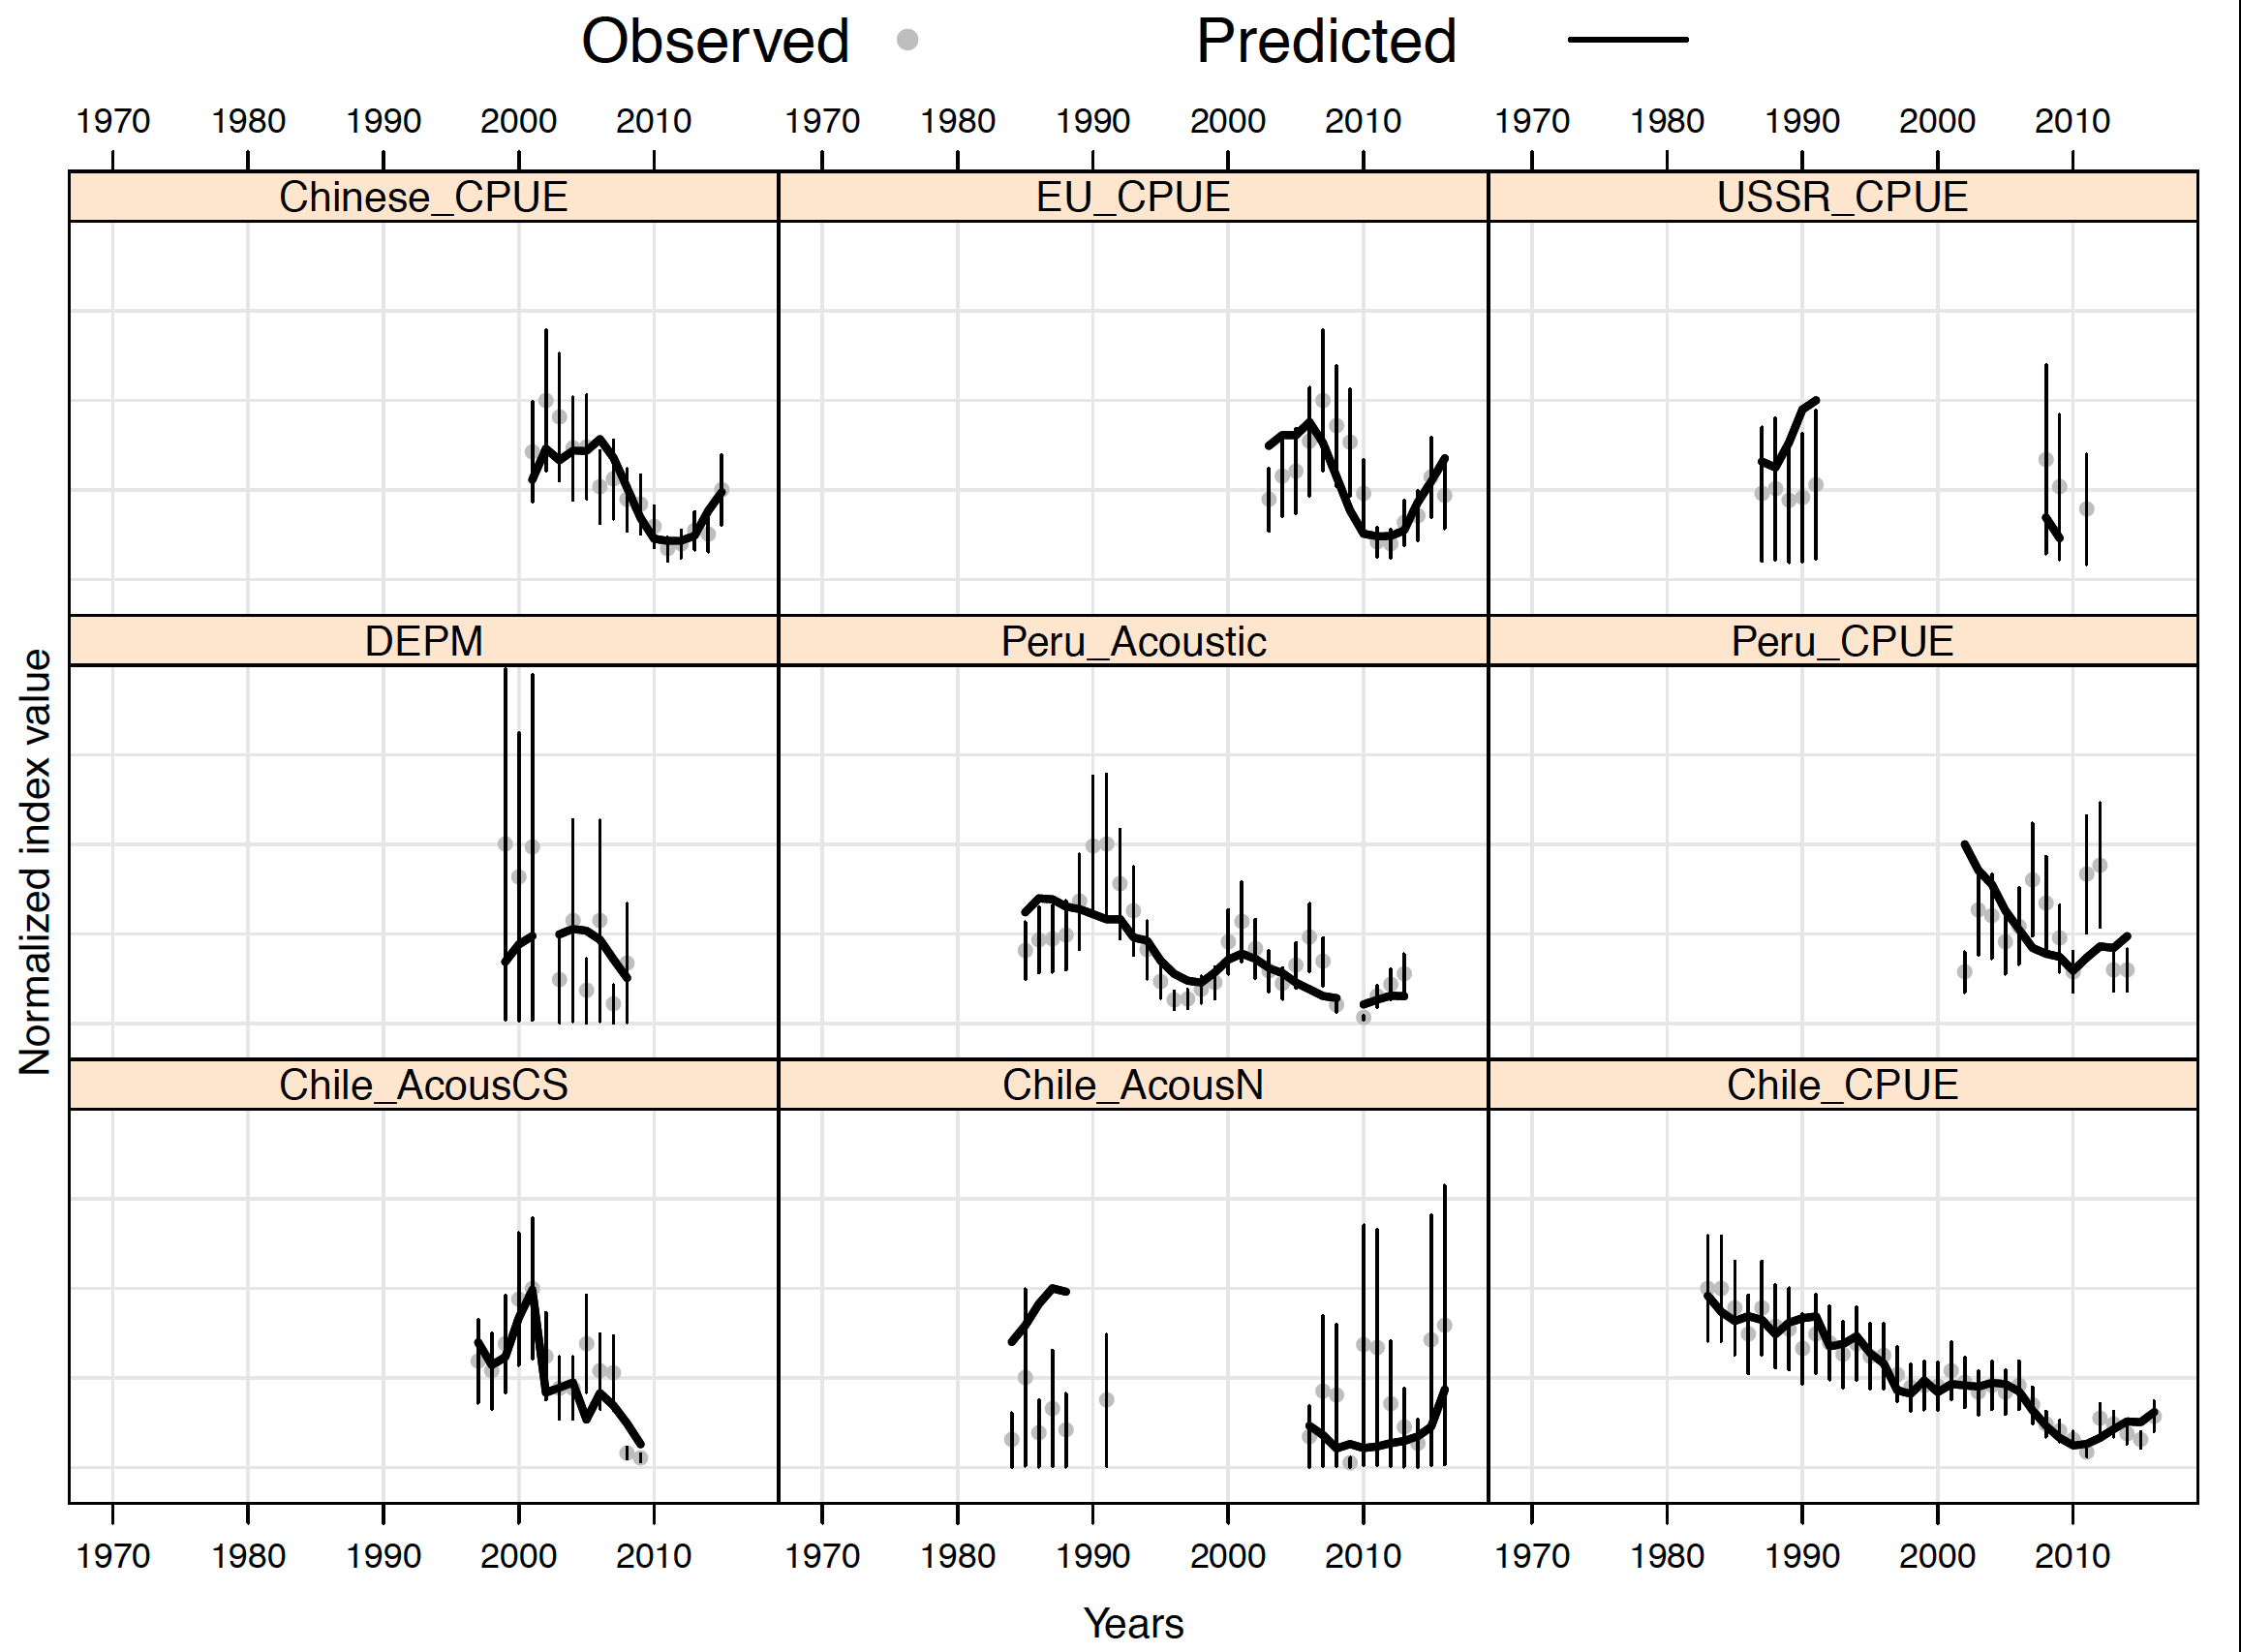 Observed Predicted
1970 1980 1990 2000 2010 1970 1980 1990 2000 2010 1970 1980 1990 2000 2010
Chinese_CPUE EU_CPUE USSR_CPUE
DEPM Peru_Acoustic Peru_CPUE
Chile_AcousCS Chile_AcousN Chile_CPUE
Normalized index value
1970 1980 1990 2000 2010 1970 1980 1990 2000 2010 1970 1980 1990 2000 2010
Years